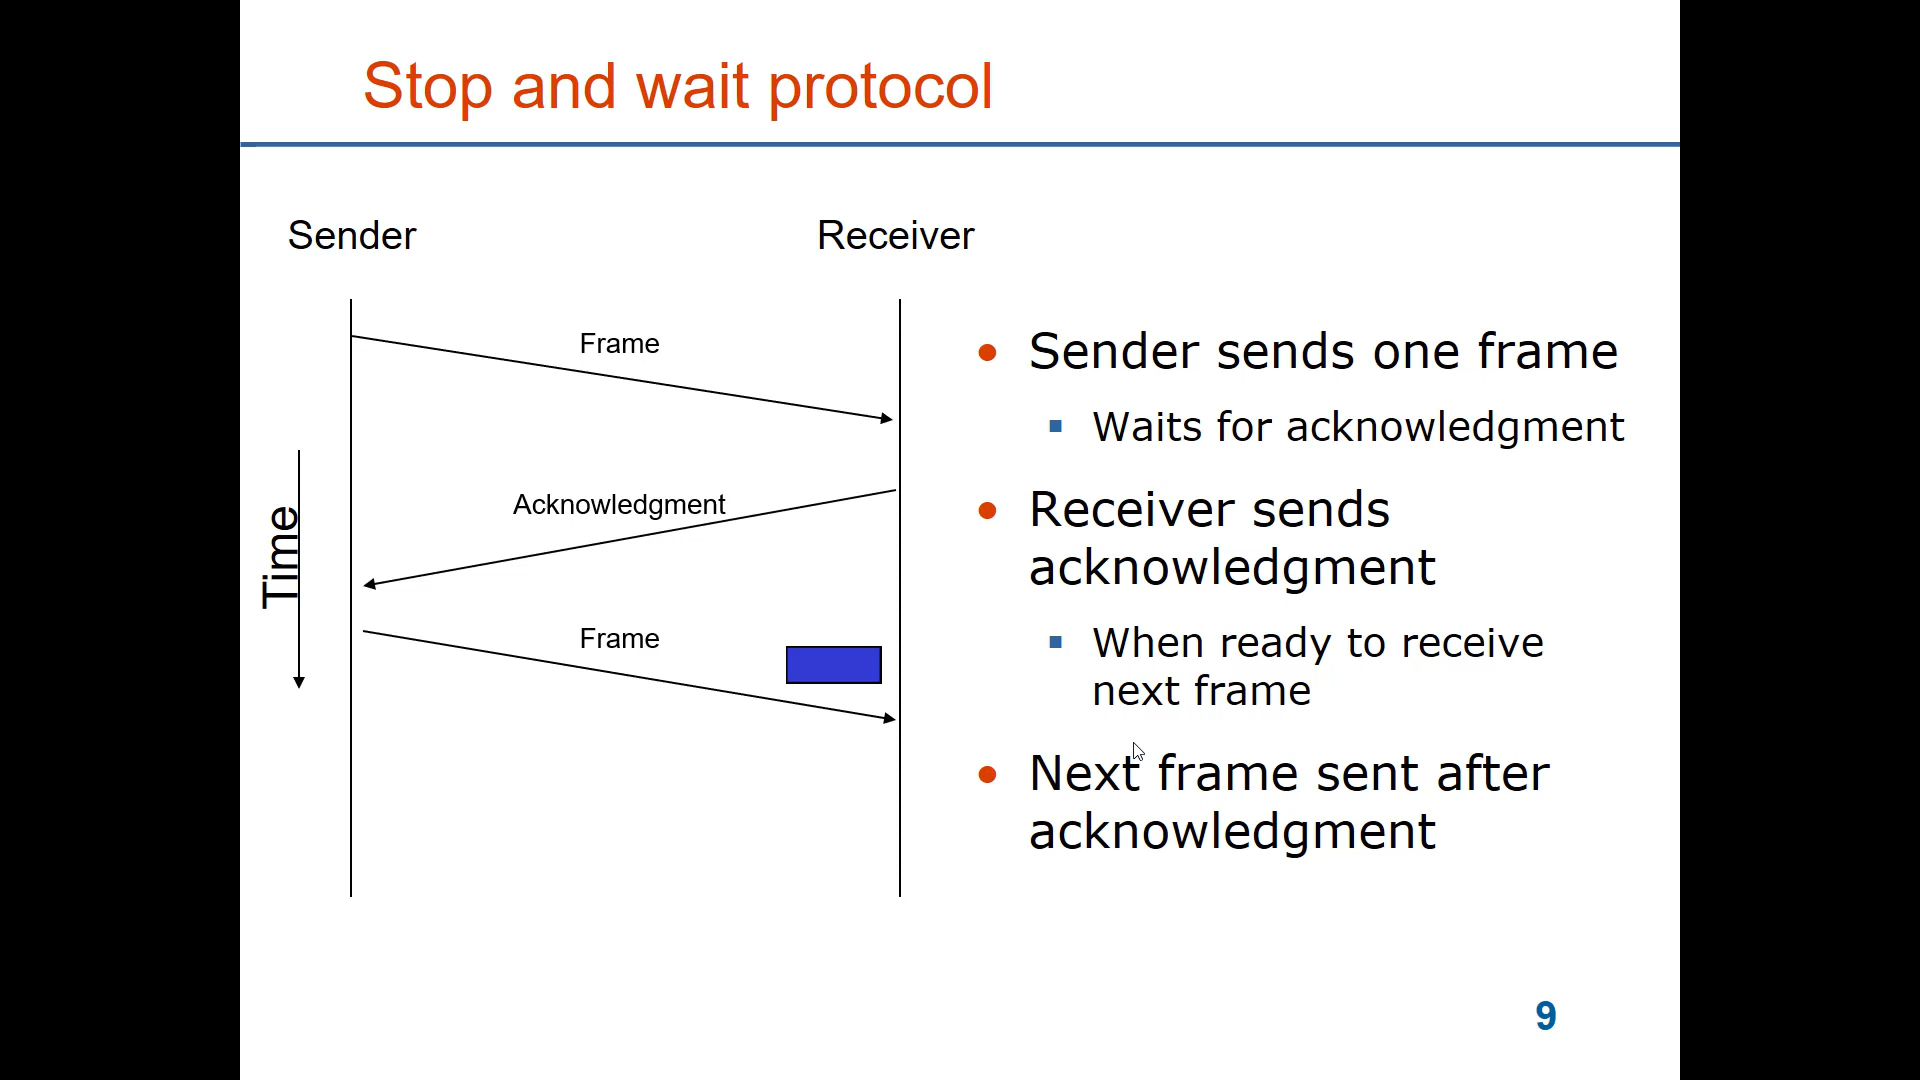 Stop and wait protocol
Sender
Receiver
Frame
Acknowledgment
Frame
Time
Sender sends one frame
Waits for acknowledgment
Receiver sends
acknowledgment
When ready to receive
next frame
Next frame sent after
acknowledgment
9